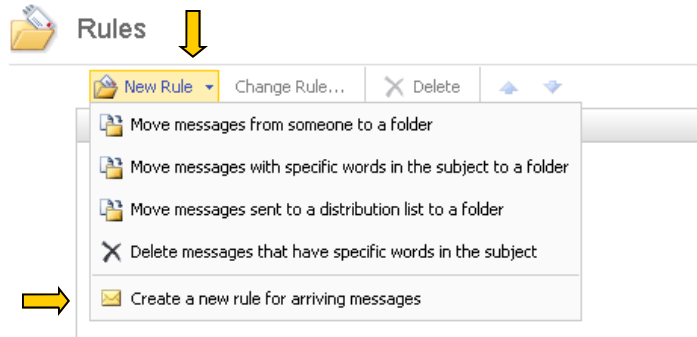 Rules
New Rule Change Rule... Delete
Move messages from someone to a folder
Move messages with specific words in the subject to a folder
Move messages sent to a distribution list to a folder
Delete messages that have specific words in the subject
Create a new rule for arriving messages